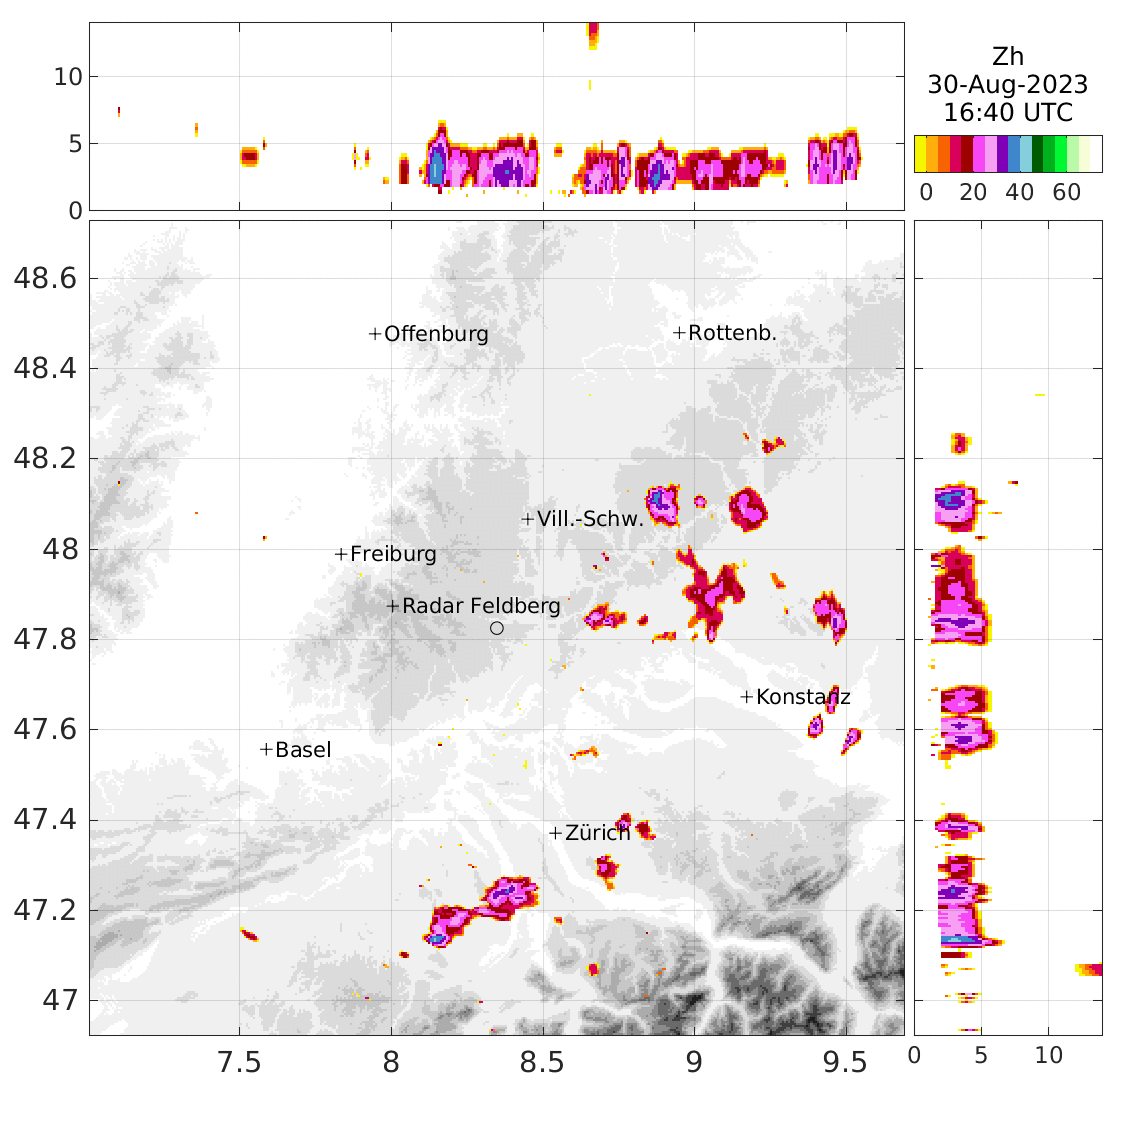 10
5
0
Zh
30-Aug-2023
16:40 UTC
0 20 40 60
48.6
48.4
48.2
48
47.8
47.6
47.4
47.2
47
+Offenburg
+Rottenb.
+Vill.-Schw.
+Freiburg
+Radar Feldberg
+Konstanz
+Basel
+Zürich
7.5 8 8.5 9 9.5
0 5 10